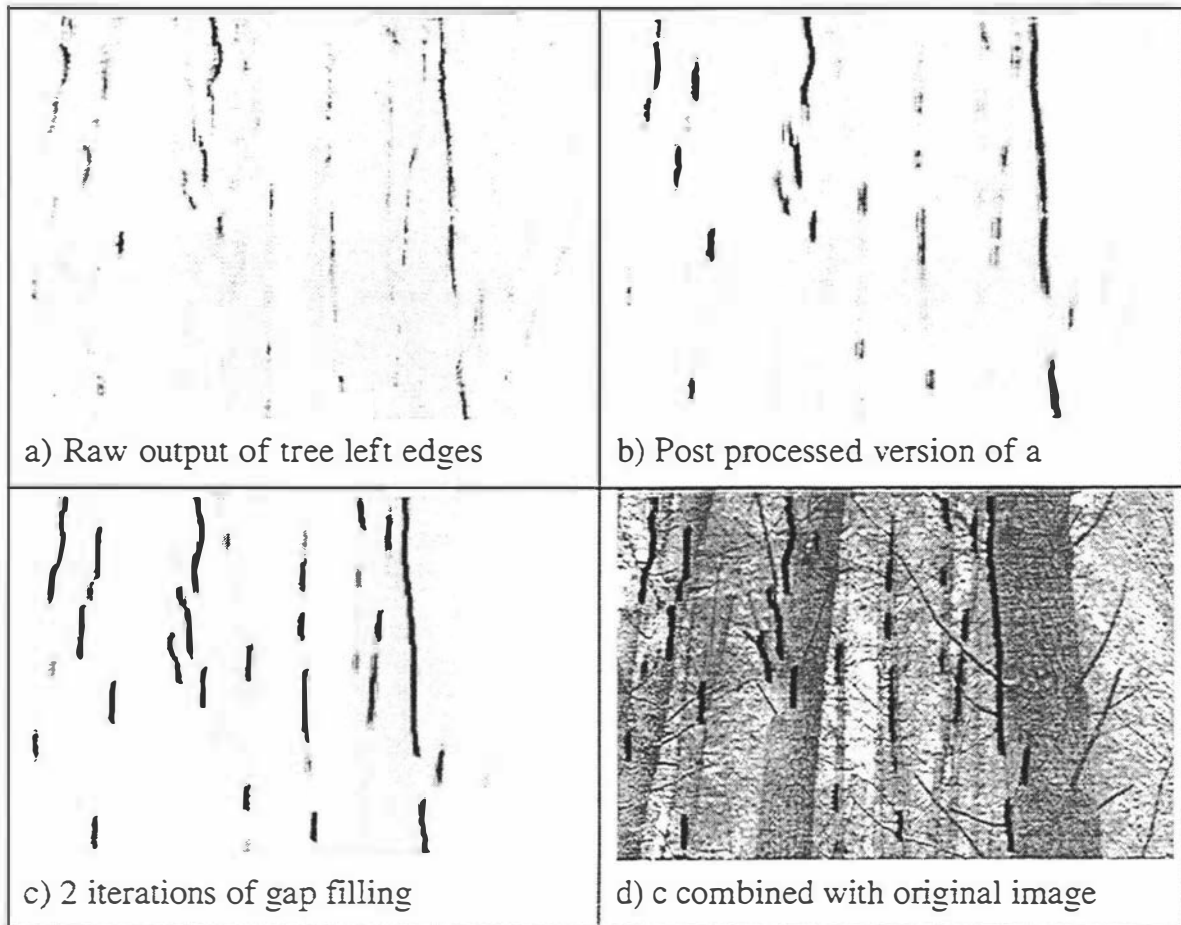 a) Raw output of tree left edges
b) Post processed version of a
c) 2 iterations of gap filling
d) c combined with original image